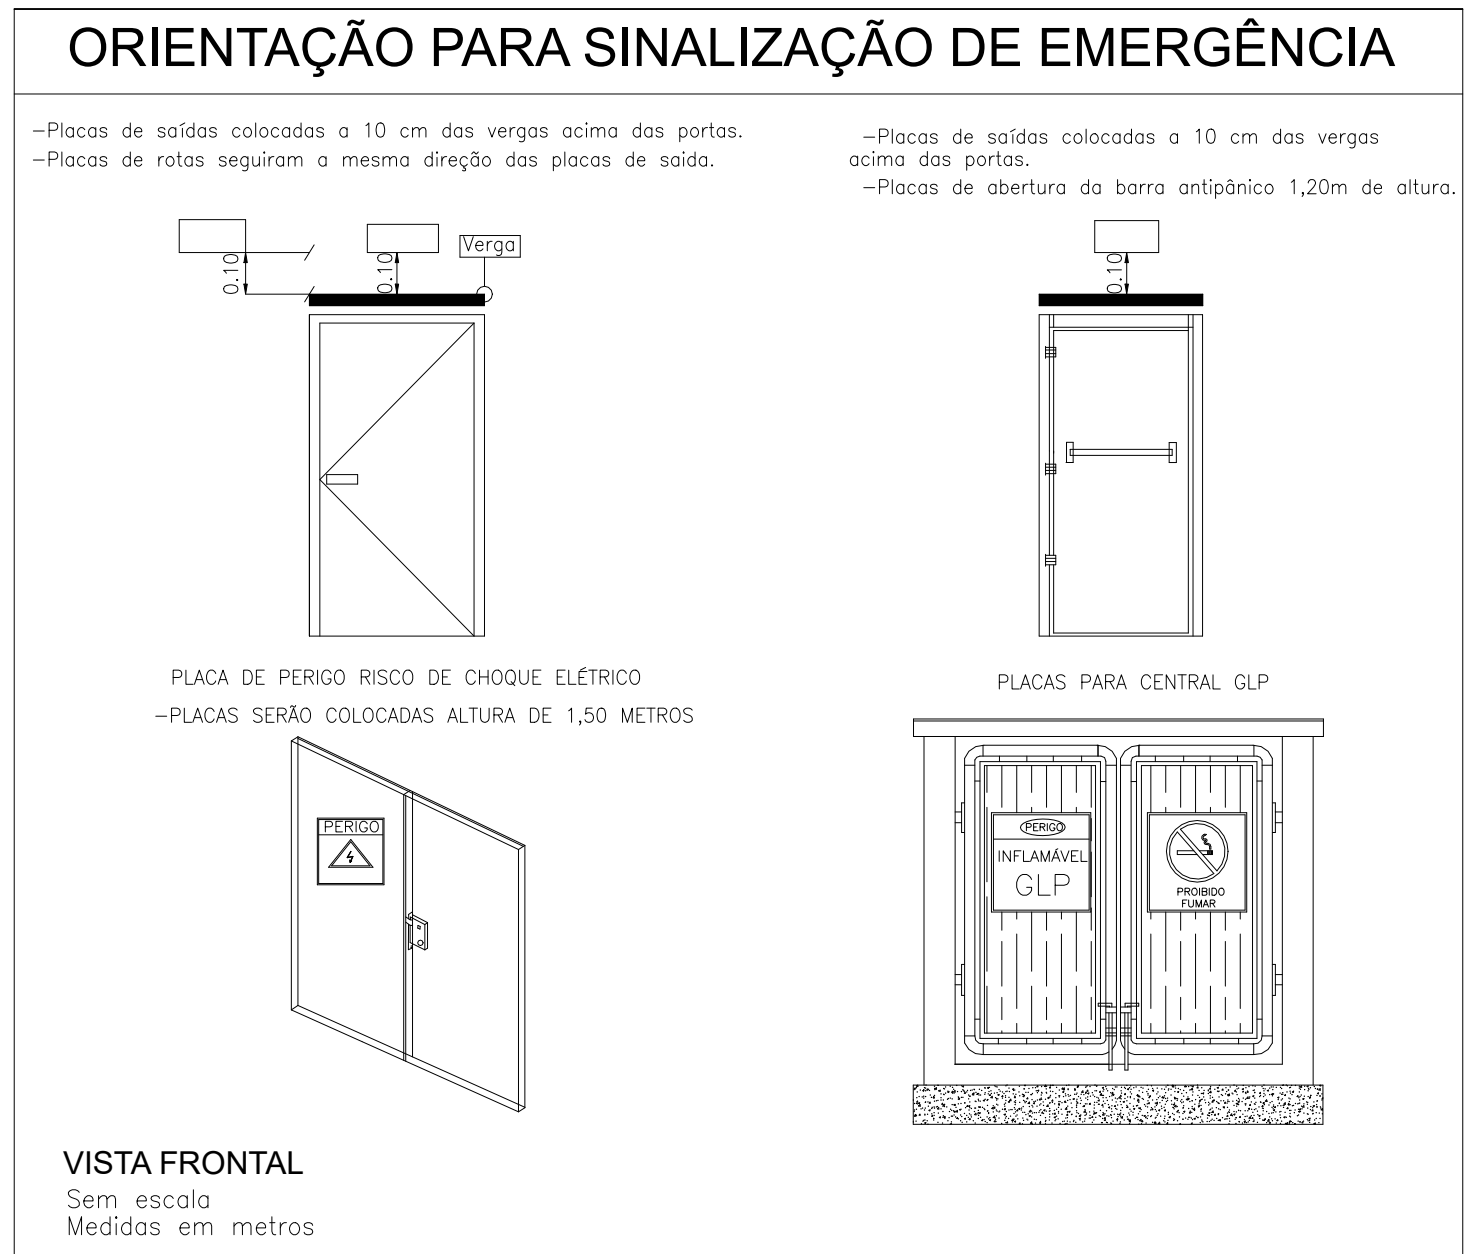 ORIENTAÇÃO PARA SINALIZAÇÃO DE EMERGÊNCIA
-Placas de saídas colocadas a 10 cm das vergas acima das portas.
-Placas de rotas seguiram a mesma direção das placas de saida.
-Placas de saídas colocadas a 10 cm das vergas
acima das portas.
-Placas de abertura da barra antipânico 1,20m de altura.
Verga
0.10
0.10
0.10
PLACA DE PERIGO RISCO DE CHOQUE ELÉTRICO
-PLACAS SERÃO COLOCADAS ALTURA DE 1,50 METROS
PERIGO
PLACAS PARA CENTRAL GLP
PERIGO
INFLAMÁVEL
GLP
PROIBIDO
FUMAR
VISTA FRONTAL
Sem escala
Medidas em metros